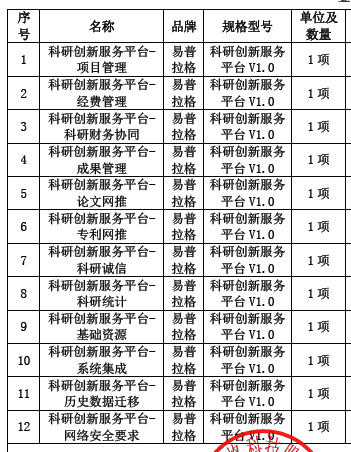 序号 名称 品牌 规格型号 单位及数量
1 科研创新服务平台-项目管理 易普拉格 科研创新服务平台 V1.0 1 项
2 科研创新服务平台-经费管理 易普拉格 科研创新服务平台 V1.0 1 项
3 科研创新服务平台-科研财务协同 易普拉格 科研创新服务平台 V1.0 1 项
4 科研创新服务平台-成果管理 易普拉格 科研创新服务平台 V1.0 1 项
5 科研创新服务平台-论文网推 易普拉格 科研创新服务平台 V1.0 1 项
6 科研创新服务平台-专利网推 易普拉格 科研创新服务平台 V1.0 1 项
7 科研创新服务平台-科研诚信 易普拉格 科研创新服务平台 V1.0 1 项
8 科研创新服务平台-科研统计 易普拉格 科研创新服务平台 V1.0 1 项
9 科研创新服务平台-基础资源 易普拉格 科研创新服务平台 V1.0 1 项
10 科研创新服务平台-系统集成 易普拉格 科研创新服务平台 V1.0 1 项
11 科研创新服务平台-历史数据迁移 易普拉格 科研创新服务平台 V1.0 1 项
12 科研创新服务平台-网络安全要求 易普拉格 科研创新服务平台 V1.0 1 项
科技